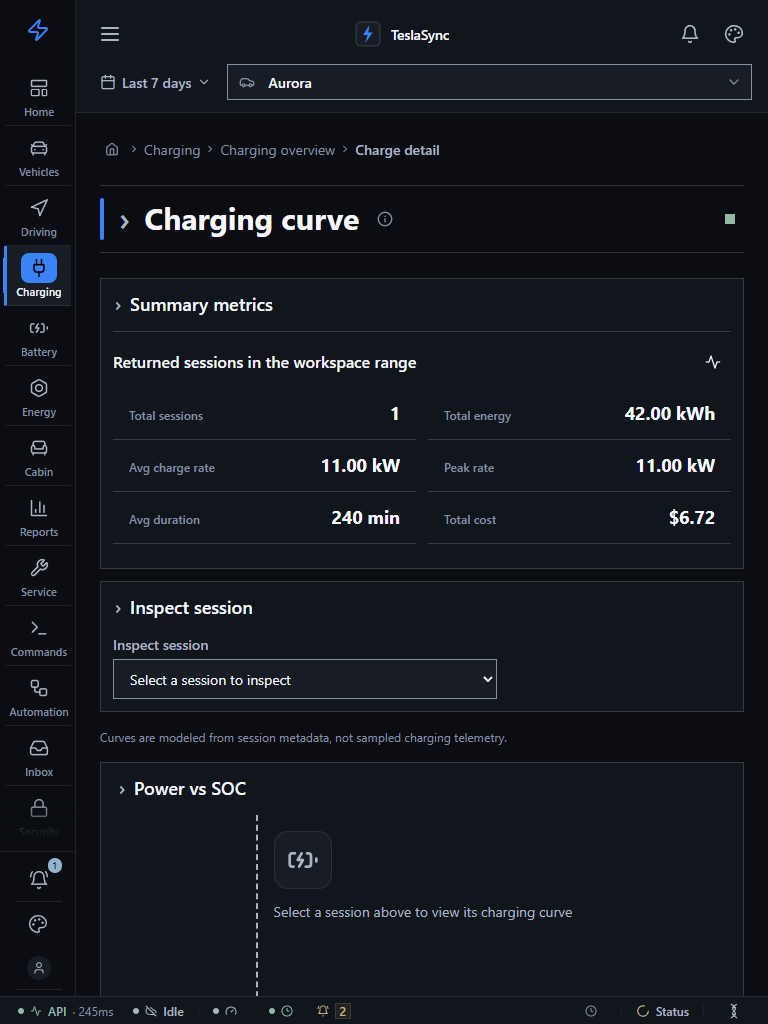 TeslaSync
Last 7 days
Aurora
Home
Vehicles
Driving
Charging
Battery
Energy
Cabin
Reports
Service
Commands
Automation
Inbox
Security
1
Charging
Charging overview
Charge detail
Charging curve
Summary metrics
Returned sessions in the workspace range
Total sessions 1
Total energy 42.00 kWh
Avg charge rate 11.00 kW
Peak rate 11.00 kW
Avg duration 240 min
Total cost $6.72
Inspect session
Inspect session
Select a session to inspect
Curves are modeled from session metadata, not sampled charging telemetry.
Power vs SOC
Select a session above to view its charging curve
API · 245ms
Idle
2
Status